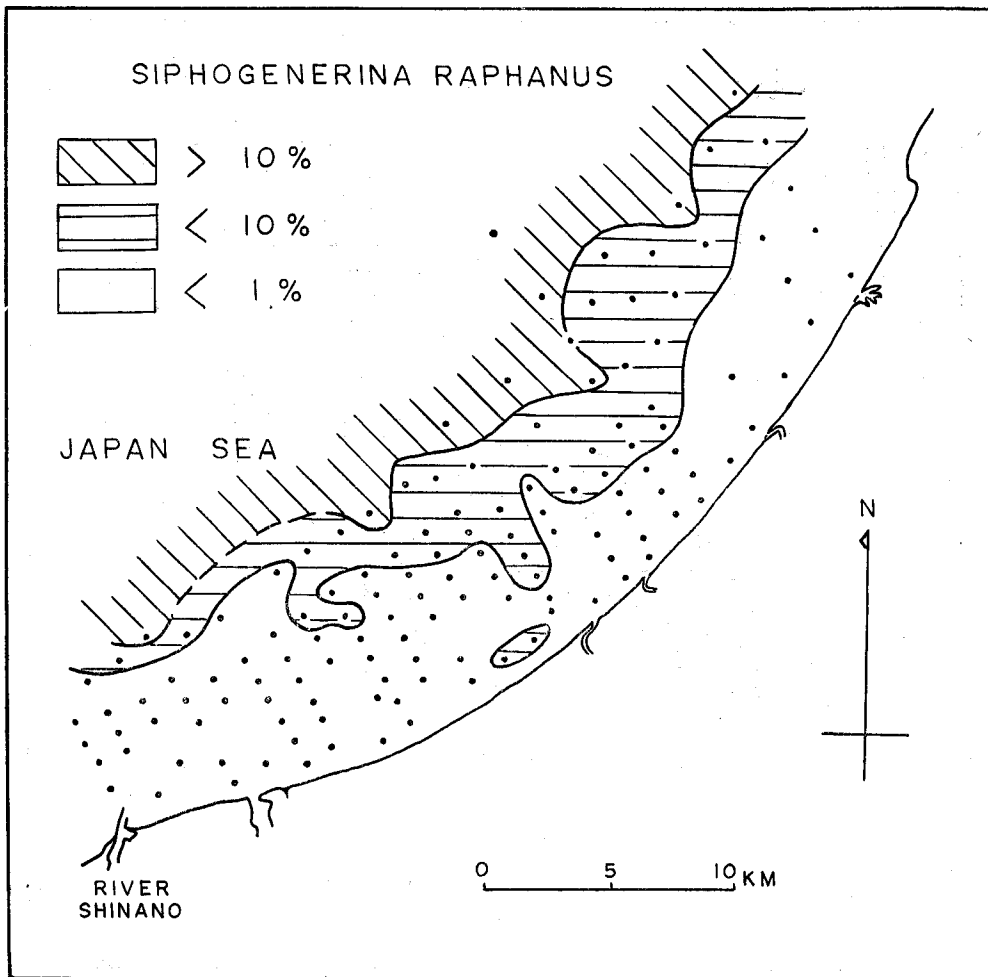 SIPHOGENERINA RAPHANUS
> 10%
< 10%
< 1%
JAPAN SEA
N
0 5 10 KM
RIVER
SHINANO